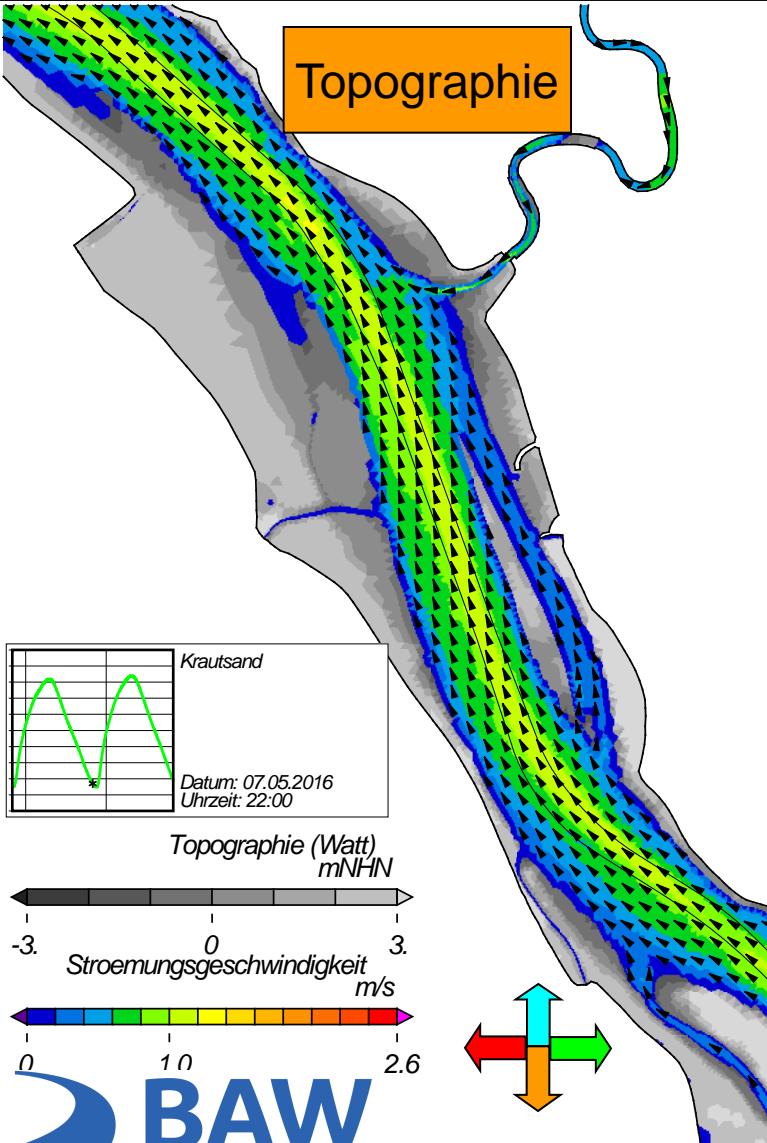 Topographie
Krautsand
Datum: 07.05.2016
Uhrzeit: 22:00
Topographie (Watt)
mNHN
-3. 0 3.
Stroemungsgeschwindigkeit
m/s
0 1.0 2.6
BAW